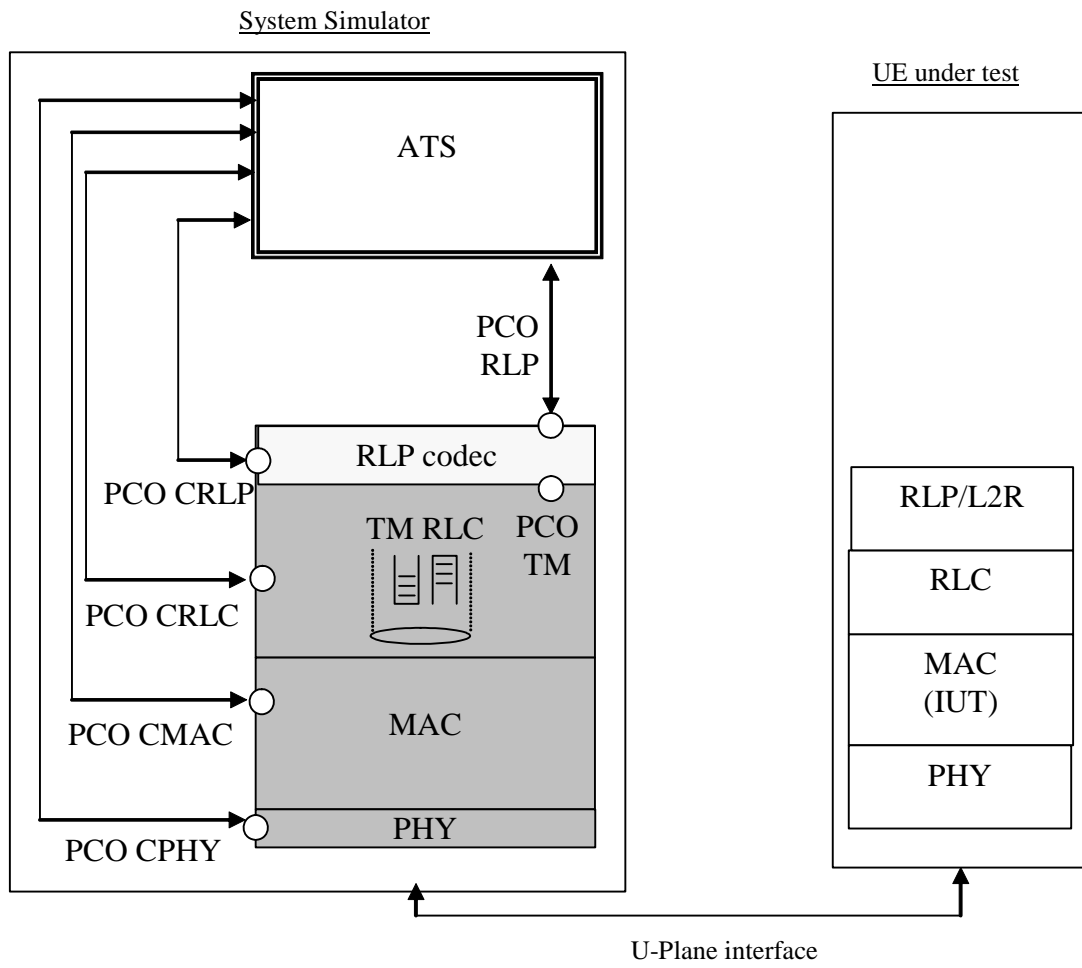 System Simulator
UE under test
ATS
PCO
RLP
RLP codec
PCO CRLP
TM RLC
PCO
TM
PCO CRLC
MAC
PCO CMAC
PHY
PCO CPHY
RLP/L2R
RLC
MAC
(IUT)
PHY
U-Plane interface